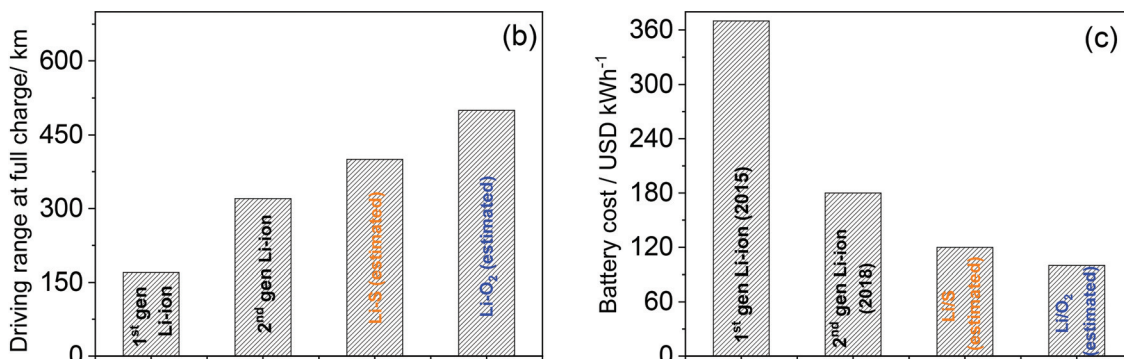 Driving range at full charge/ km
600
450
300
150
0
(b)
1st gen
Li-ion
2nd gen Li-ion
Li-S (estimated)
Li-O2 (estimated)
Battery cost / USD kWh-1
360
300
240
180
120
60
0
(c)
1st gen Li-ion (2015)
2nd gen Li-ion
(2018)
Li/S
(estimated)
Li/O2
(estimated)